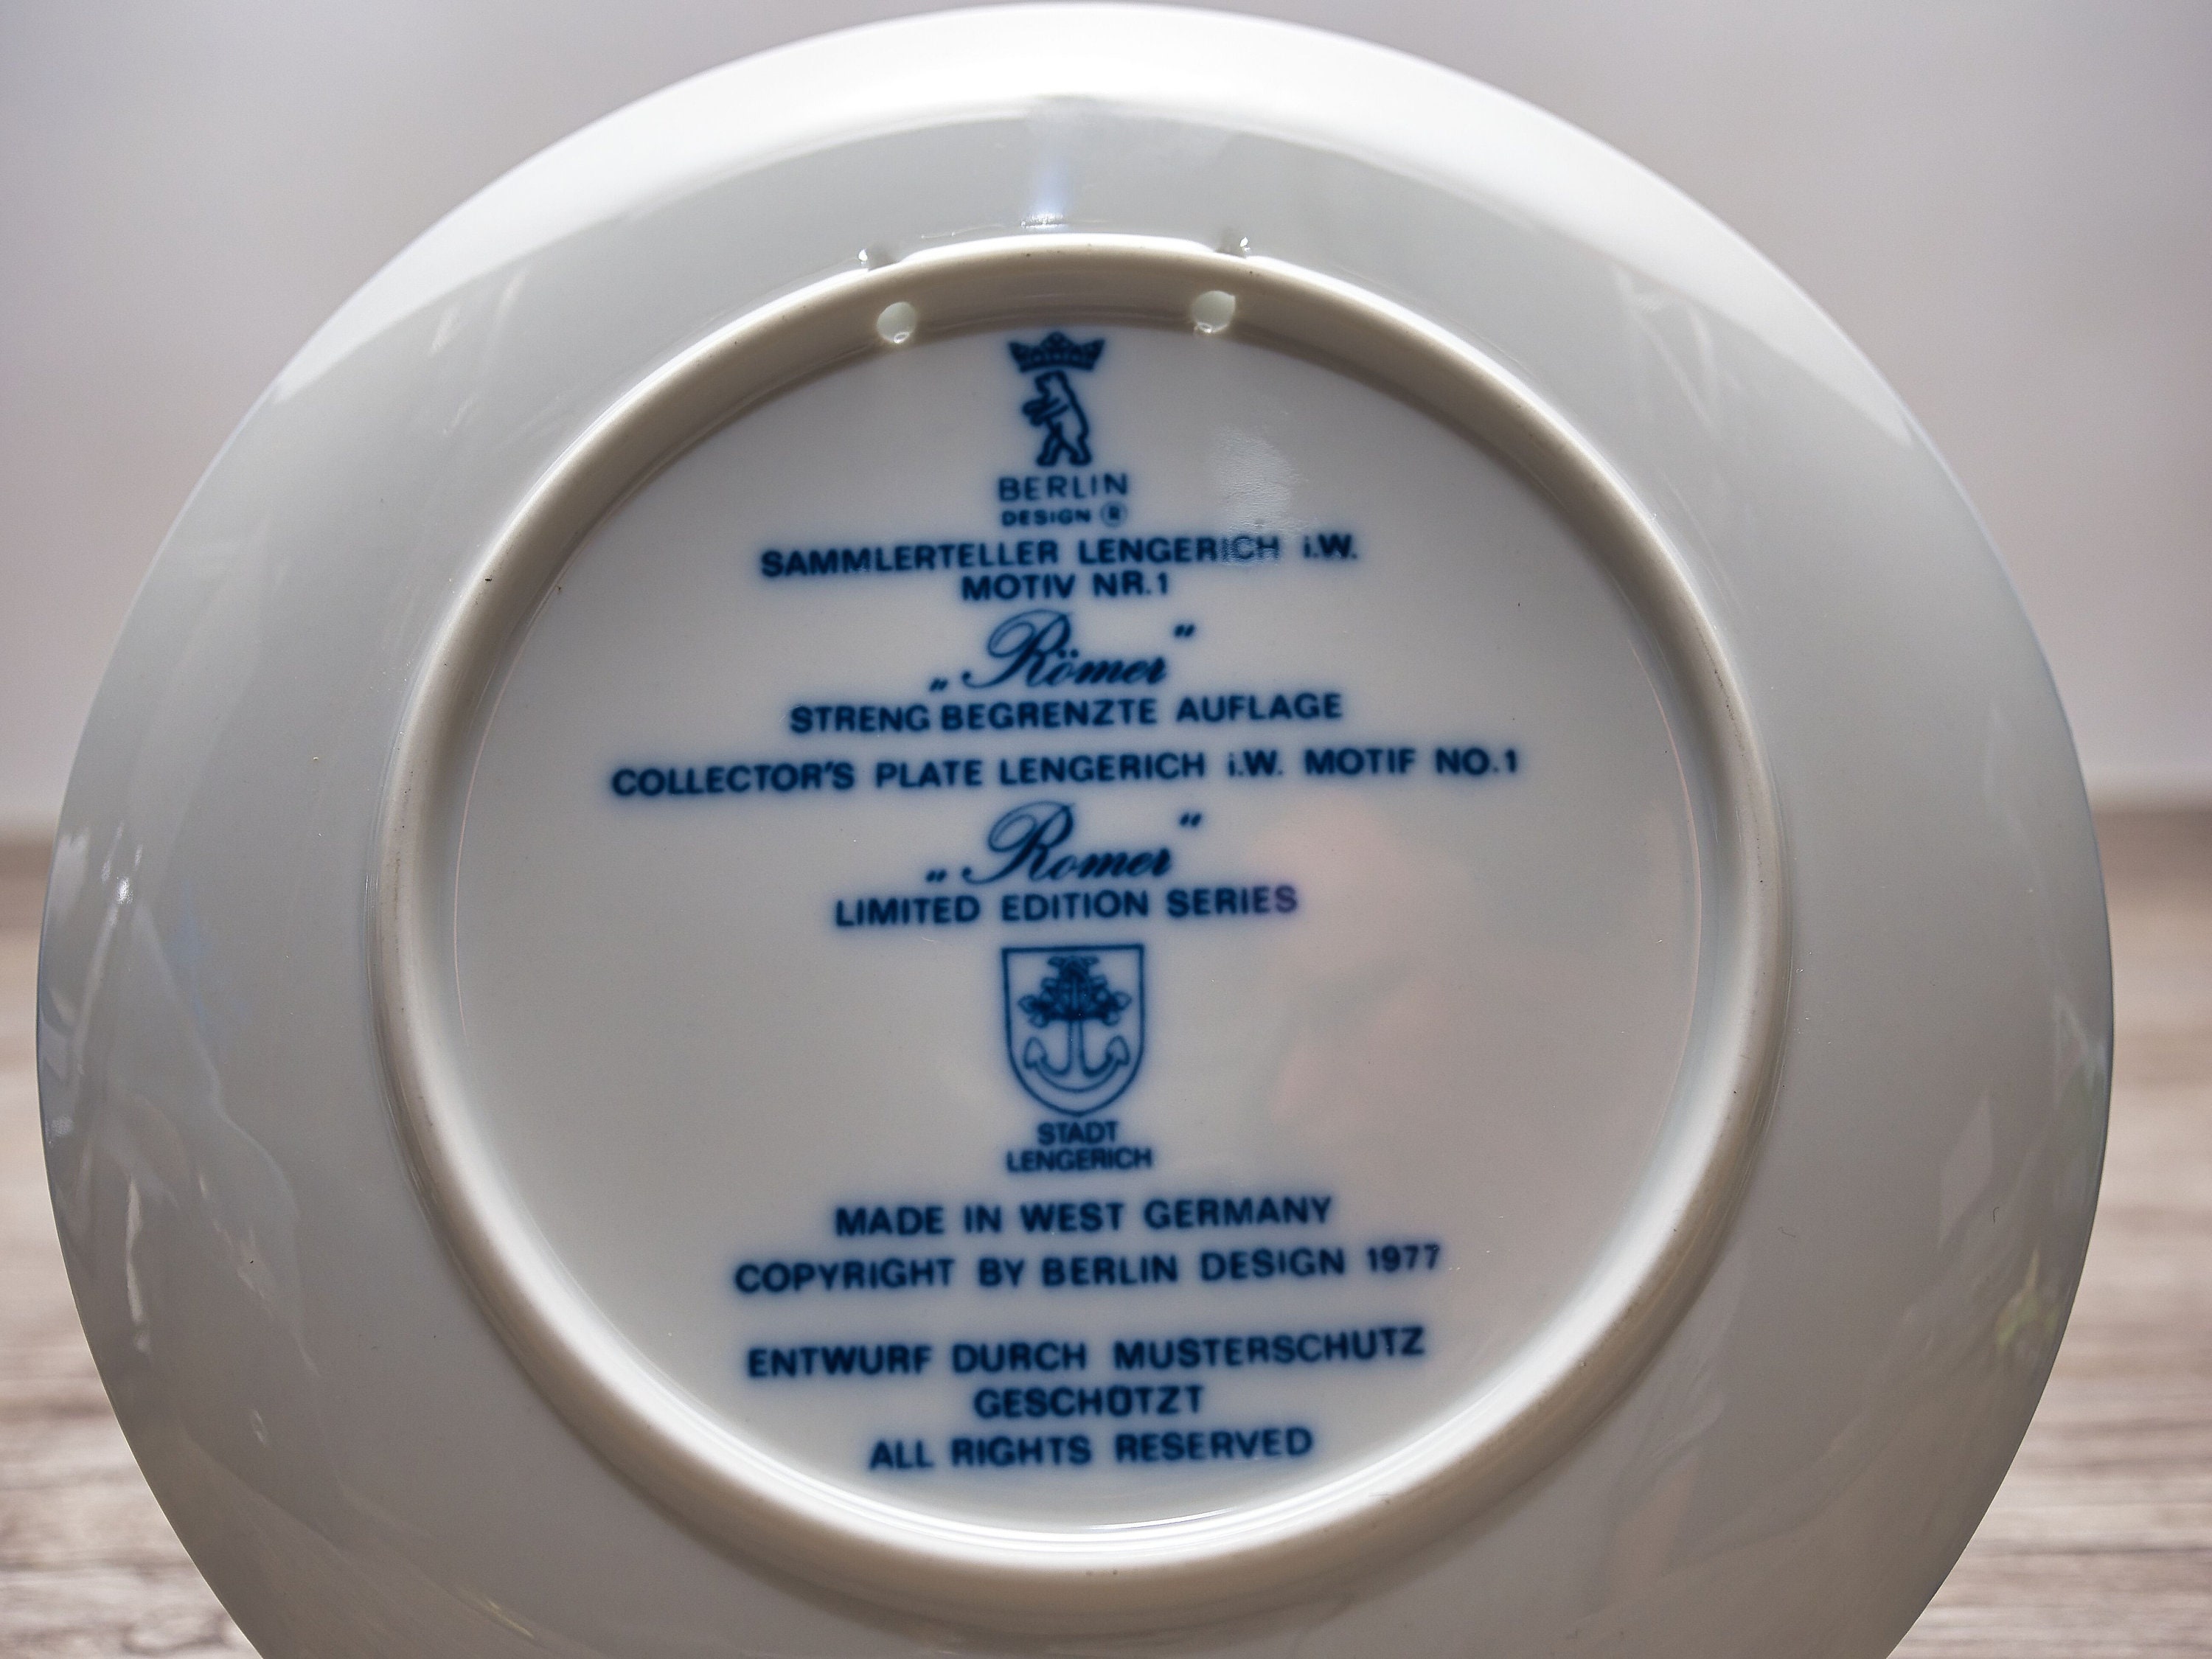 BERLIN
DESIGN ®
SAMMLERTELLER LENGERICH i.W.
MOTIV NR.1
„Römer“
STRENG BEGRENZTE AUFLAGE
COLLECTOR'S PLATE LENGERICH i.W. MOTIF NO.1
„Romer“
LIMITED EDITION SERIES
STADT
LENGERICH
MADE IN WEST GERMANY
COPYRIGHT BY BERLIN DESIGN 1977
ENTWURF DURCH MUSTERSCHUTZ
GESCHÜTZT
ALL RIGHTS RESERVED